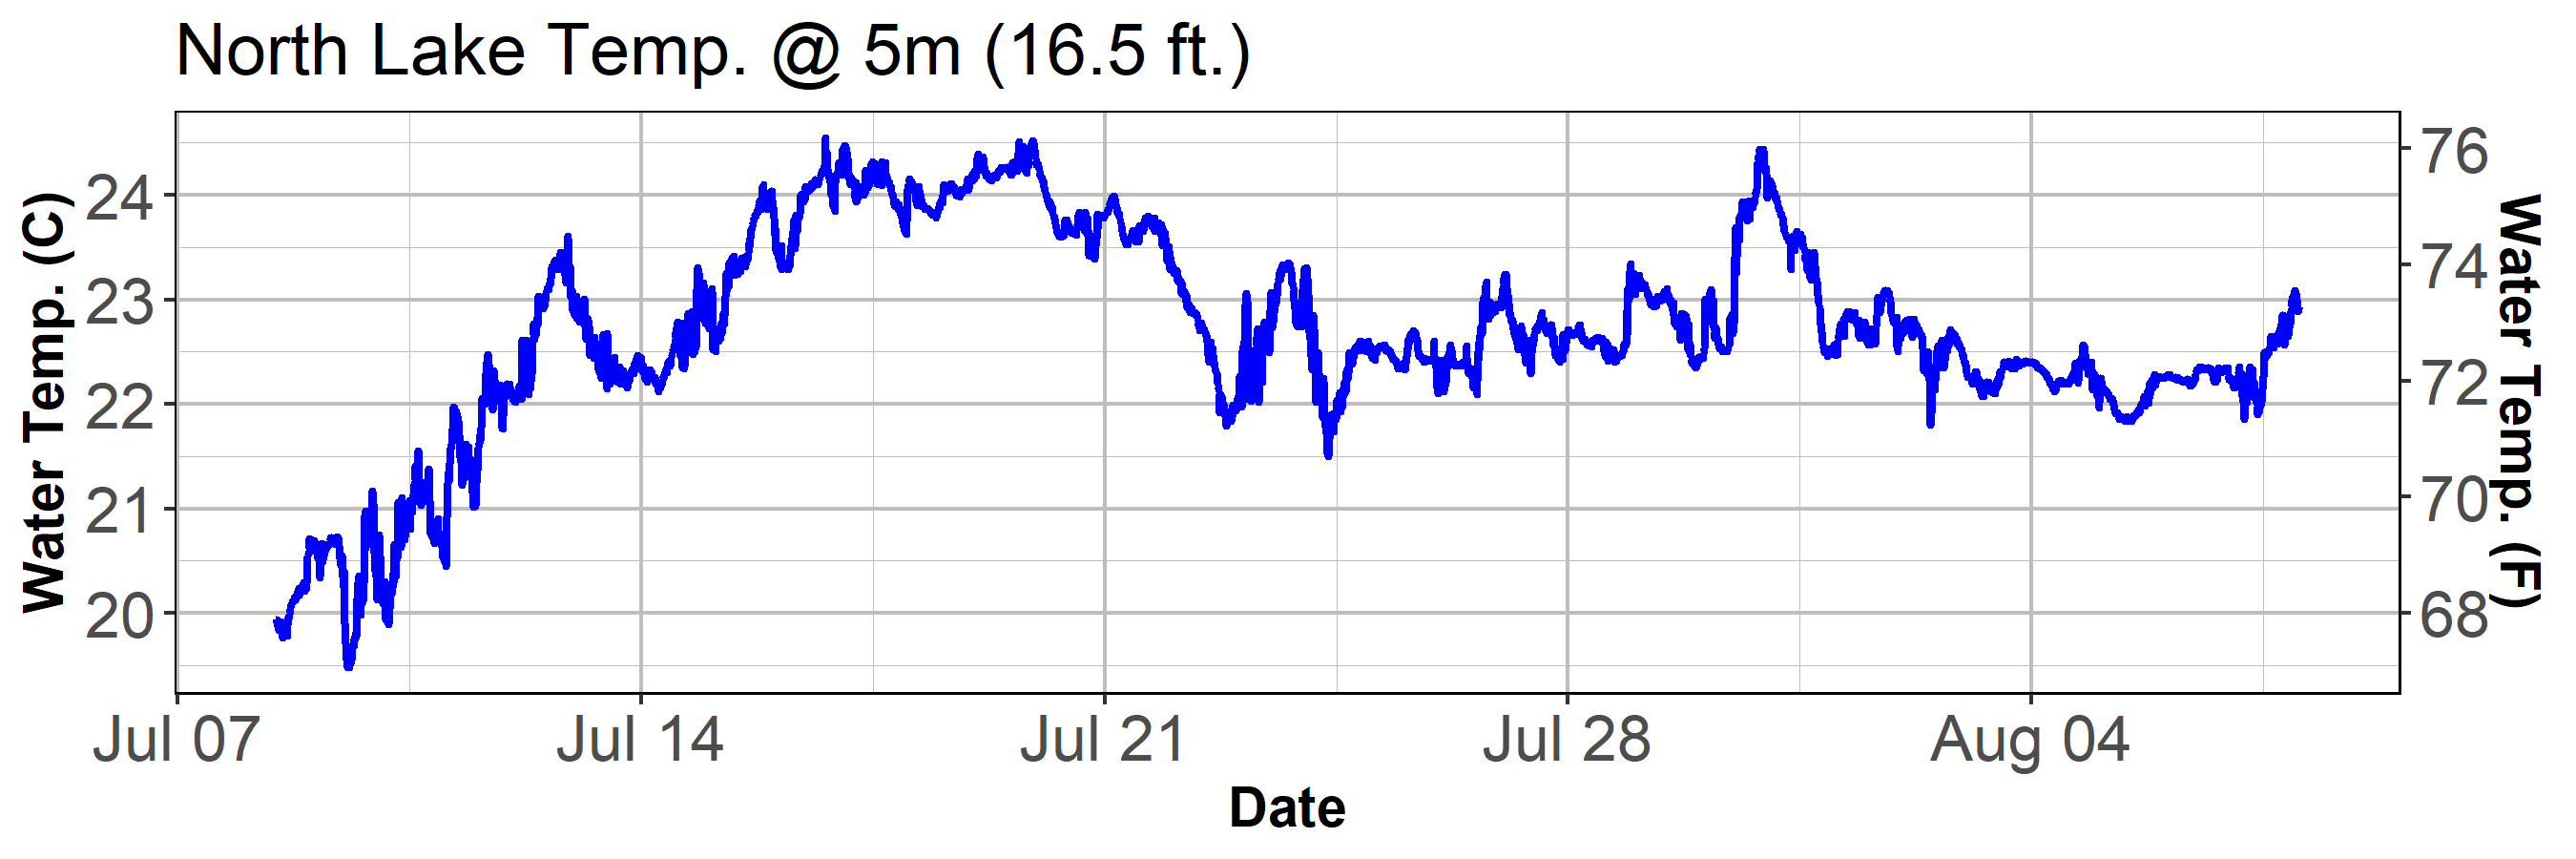 North Lake Temp. @ 5m (16.5 ft.)
Water Temp. (C)
24
23
22
21
20
76
74
72
70
68
Water Temp. (F)
Jul 07 Jul 14 Jul 21 Jul 28 Aug 04
Date